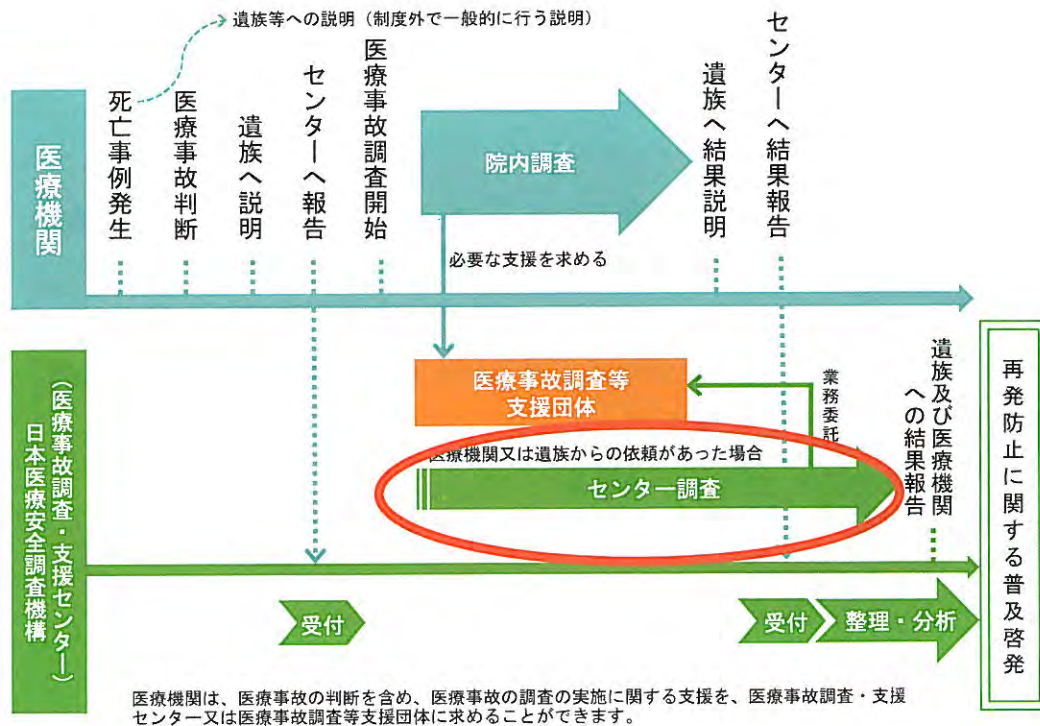 遺族等への説明（制度外で一般的に行う説明）
医療機関
死亡事例発生
医療事故判断
遺族へ説明
センターへ報告
医療事故調査開始
院内調査
遺族へ結果説明
センターへ結果報告
必要な支援を求める
医療事故調査等
支援団体
業務委託
医療機関又は遺族からの依頼があった場合
センター調査
遺族及び医療機関
への結果報告
再発防止に関する普及啓発
（医療事故調査・支援センター）
日本医療安全調査機構
受付
受付
整理・分析
医療機関は、医療事故の判断を含め、医療事故の調査の実施に関する支援を、医療事故調査・支援
センター又は医療事故調査等支援団体に求めることができます。